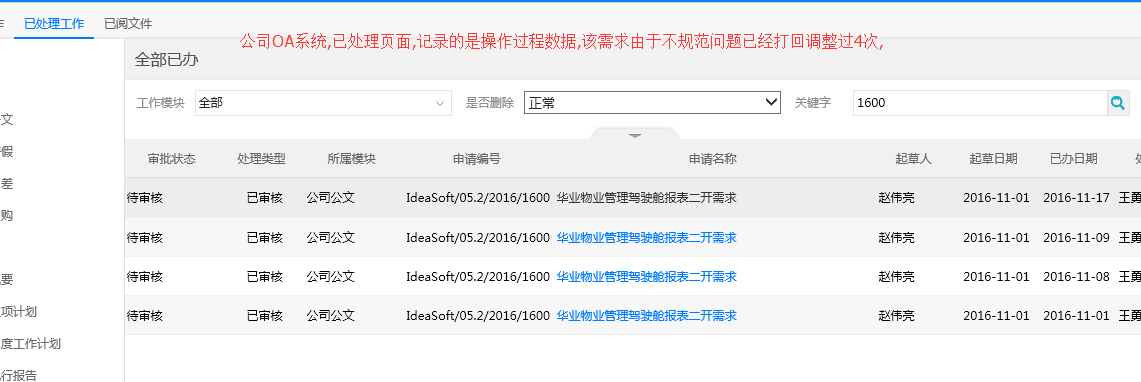 已处理工作 已阅文件
公司OA系统,已处理页面,记录的是操作过程数据,该需求由于不规范问题已经打回调整过4次,
全部已办
工作模块 全部 是否删除 正常 关键字 1600
文
假
差
购
要
项计划
度工作计划
行报告
审批状态 处理类型 所属模块 申请编号 申请名称 起草人 起草日期 已办日期
待审核 已审核 公司公文 IdeaSoft/05.2/2016/1600 华业物业管理驾驶舱报表二开需求 赵伟亮 2016-11-01 2016-11-17 王勇
待审核 已审核 公司公文 IdeaSoft/05.2/2016/1600 华业物业管理驾驶舱报表二开需求 赵伟亮 2016-11-01 2016-11-09 王勇
待审核 已审核 公司公文 IdeaSoft/05.2/2016/1600 华业物业管理驾驶舱报表二开需求 赵伟亮 2016-11-01 2016-11-08 王勇
待审核 已审核 公司公文 IdeaSoft/05.2/2016/1600 华业物业管理驾驶舱报表二开需求 赵伟亮 2016-11-01 2016-11-01 王勇